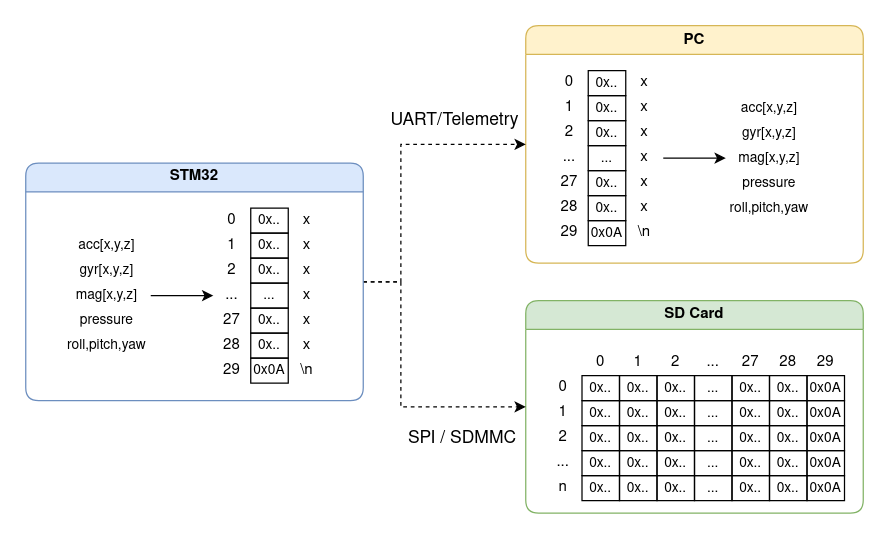 PC
0 0x.. x
1 0x.. x acc[x,y,z]
2 0x.. x gyr[x,y,z]
... ... x mag[x,y,z]
27 0x.. x pressure
28 0x.. x roll,pitch,yaw
29 0x0A \n
UART/Telemetry
STM32
0 0x.. x
acc[x,y,z] 1 0x.. x
gyr[x,y,z] 2 0x.. x
mag[x,y,z] ... ... x
pressure 27 0x.. x
roll,pitch,yaw 28 0x.. x
29 0x0A \n
SPI / SDMMC
SD Card
0 1 2 ... 27 28 29
0 0x.. 0x.. 0x.. ... 0x.. 0x.. 0x0A
1 0x.. 0x.. 0x.. ... 0x.. 0x.. 0x0A
2 0x.. 0x.. 0x.. ... 0x.. 0x.. 0x0A
... 0x.. 0x.. 0x.. ... 0x.. 0x.. 0x0A
n 0x.. 0x.. 0x.. ... 0x.. 0x.. 0x0A